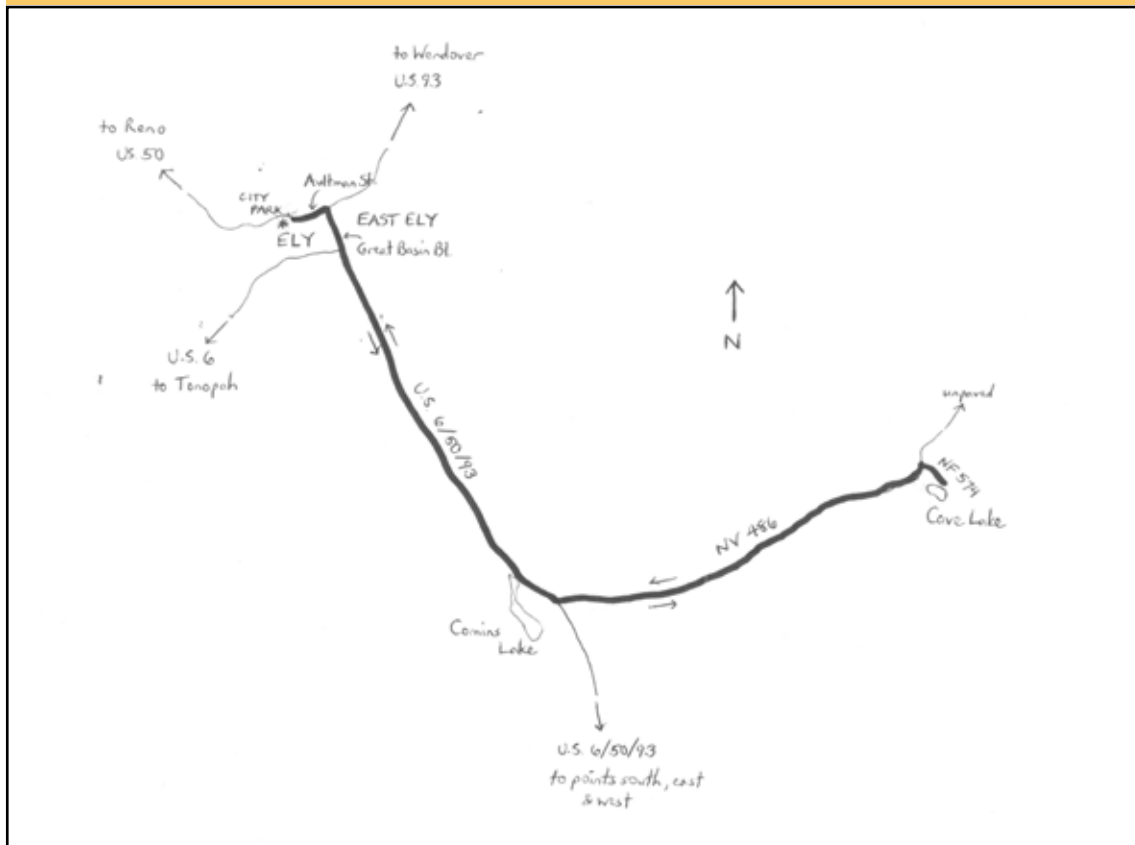 to Wendover
U.S. 93
to Reno
US. 50
Aultman St.
CITY
PARK
EAST ELY
ELY
Great Basin Bl.
N
U.S. 6
to Tonopah
U.S. 6/50/93
unpaved
NF 574
Cave Lake
NV 486
Comins
Lake
U.S. 6/50/93
to points south, east
& west